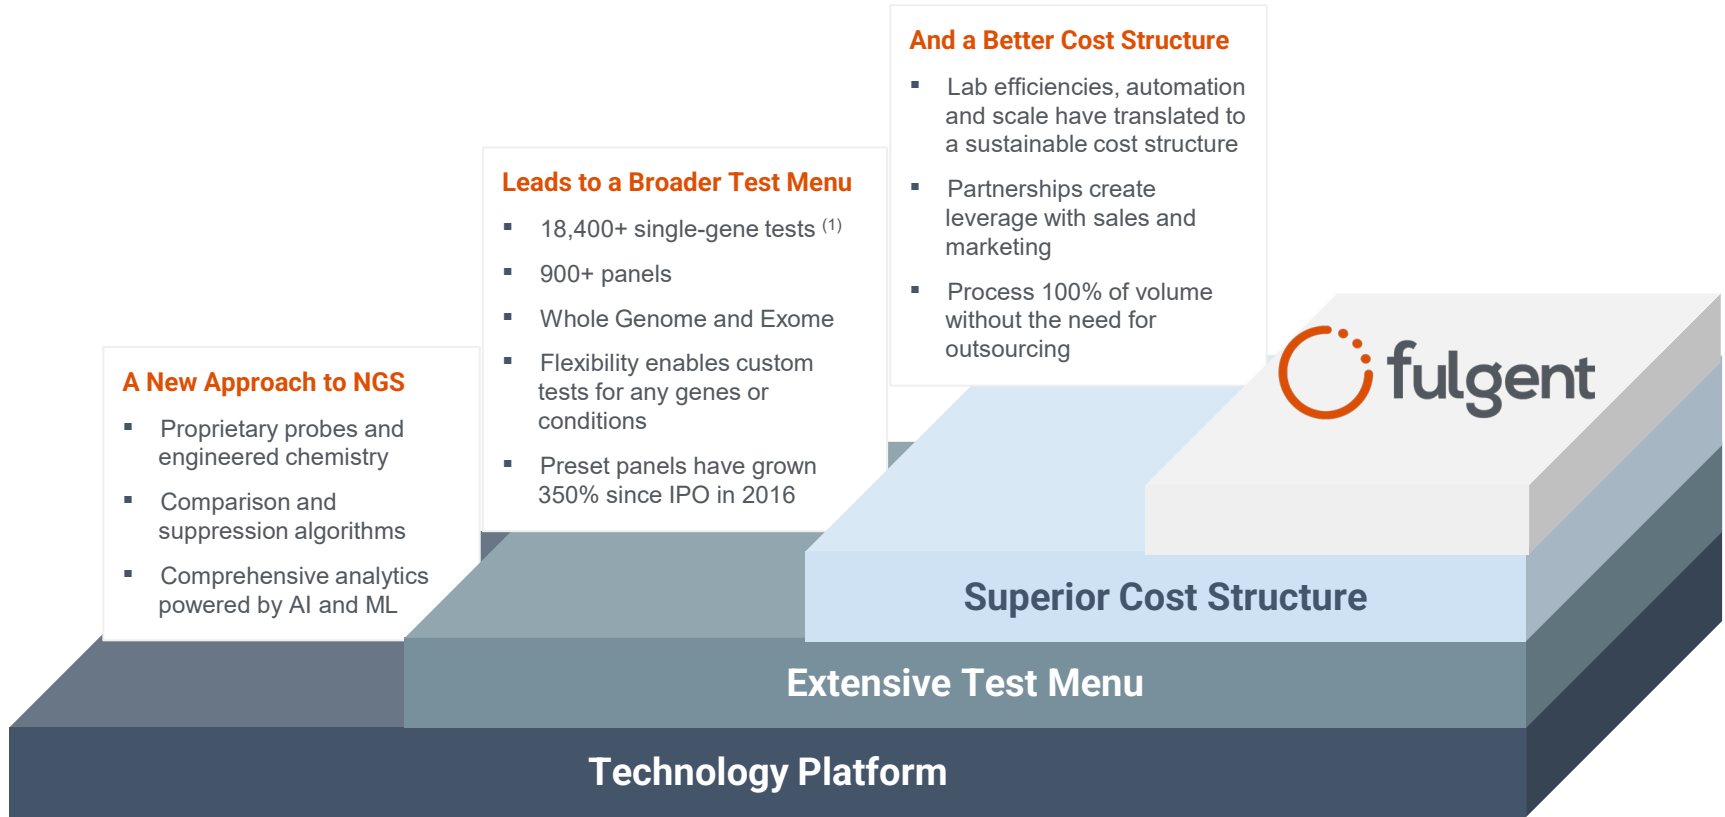 And a Better Cost Structure
▪ Lab efficiencies, automation
and scale have translated to
a sustainable cost structure
▪ Partnerships create
leverage with sales and
marketing
▪ Process 100% of volume
without the need for
outsourcing
Leads to a Broader Test Menu
▪ 18,400+ single-gene tests (1)
▪ 900+ panels
▪ Whole Genome and Exome
▪ Flexibility enables custom
tests for any genes or
conditions
▪ Preset panels have grown
350% since IPO in 2016
A New Approach to NGS
▪ Proprietary probes and
engineered chemistry
▪ Comparison and
suppression algorithms
▪ Comprehensive analytics
powered by AI and ML
fulgent
Superior Cost Structure
Extensive Test Menu
Technology Platform